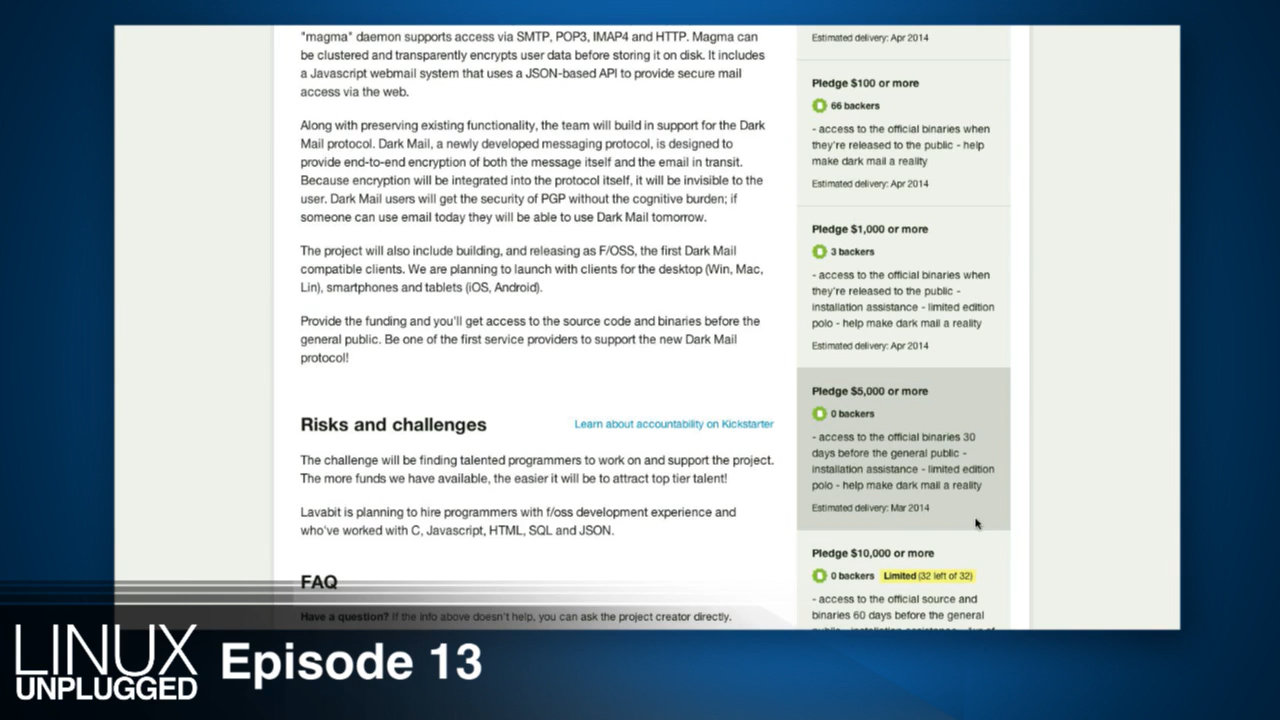 "magma" daemon supports access via SMTP, POP3, IMAP4 and HTTP. Magma can
be clustered and transparently encrypts user data before storing it on disk. It includes
a Javascript webmail system that uses a JSON-based API to provide secure mail
access via the web.
Along with preserving existing functionality, the team will build in support for the Dark
Mail protocol. Dark Mail, a newly developed messaging protocol, is designed to
provide end-to-end encryption of both the message itself and the email in transit.
Because encryption will be integrated into the protocol itself, it will be invisible to the
user. Dark Mail users will get the security of PGP without the cognitive burden; if
someone can use email today they will be able to use Dark Mail tomorrow.
The project will also include building, and releasing as F/OSS, the first Dark Mail
compatible clients. We are planning to launch with clients for the desktop (Win, Mac,
Lin), smartphones and tablets (iOS, Android).
Provide the funding and you'll get access to the source code and binaries before the
general public. Be one of the first service providers to support the new Dark Mail
protocol!
Risks and challenges
Learn about accountability on Kickstarter
The challenge will be finding talented programmers to work on and support the project.
The more funds we have available, the easier it will be to attract top tier talent!
Lavabit is planning to hire programmers with f/oss development experience and
who've worked with C, Javascript, HTML, SQL and JSON.
FAQ
Have a question? If the info above doesn't help, you can ask the project creator directly.
Estimated delivery: Apr 2014
Pledge $100 or more
66 backers
- access to the official binaries when
they're released to the public - help
make dark mail a reality
Estimated delivery: Apr 2014
Pledge $1,000 or more
3 backers
- access to the official binaries when
they're released to the public -
installation assistance - limited edition
polo - help make dark mail a reality
Estimated delivery: Apr 2014
Pledge $5,000 or more
0 backers
- access to the official binaries 30
days before the general public -
installation assistance - limited edition
polo - help make dark mail a reality
Estimated delivery: Mar 2014
Pledge $10,000 or more
0 backers Limited (32 left of 32)
- access to the official source and
binaries 60 days before the general
LINUX
UNPLUGGED
Episode 13